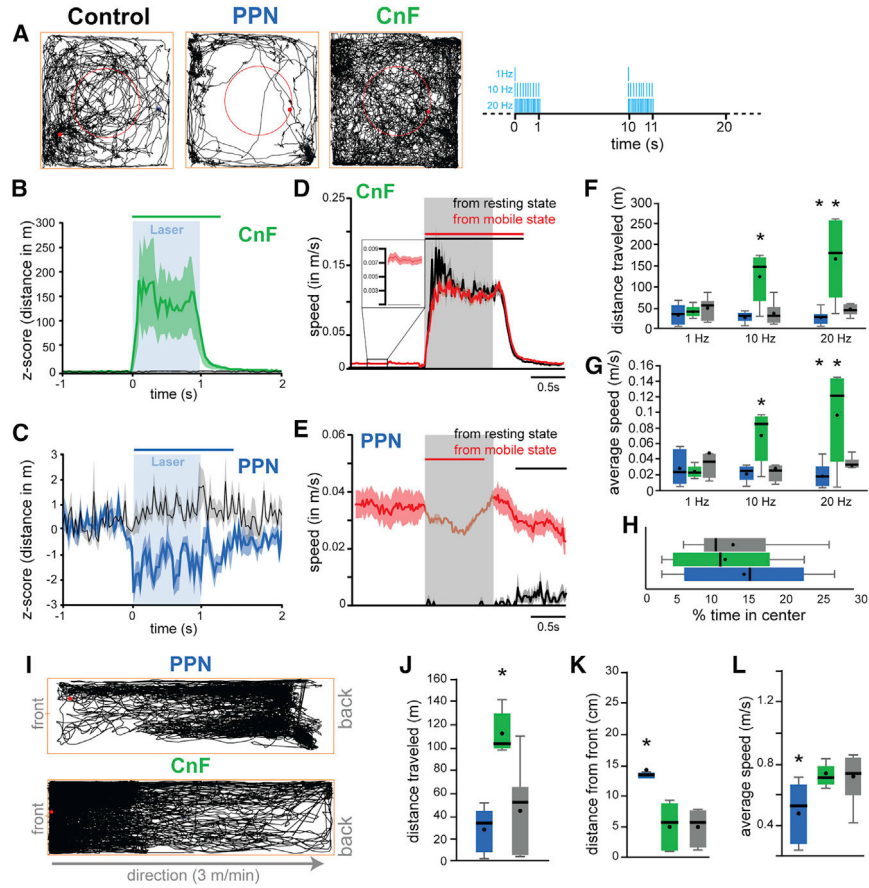 Control PPN CnF
A
1Hz
10 Hz
20 Hz
0 1 10 11 20
time (s)
B
CnF
Laser
z-score (distance in m)
300
250
200
150
100
50
0
-1 0 1 2
time (s)
C
PPN
Laser
z-score (distance in m)
3
2
1
0
-1
-2
-3
-4
-1 0 1 2
time (s)
D
CnF
from resting state
from mobile state
speed (in m/s)
0.25
0.15
0.05
0
0.009
0.007
0.005
0.003
0.5s
E
PPN
from resting state
from mobile state
speed (in m/s)
0.06
0.04
0.02
0
0.5s
F
distance traveled (m)
300
250
200
150
100
50
0
* * *
1 Hz 10 Hz 20 Hz
G
average speed (m/s)
0.16
0.14
0.12
0.1
0.08
0.06
0.04
0.02
0
* * *
1 Hz 10 Hz 20 Hz
H
0 5 10 15 20 25 30
% time in center
I
PPN
front
back
CnF
front
back
direction (3 m/min)
J
distance traveled (m)
160
140
120
100
80
60
40
20
0
*
K
distance from front (cm)
30
25
20
15
10
5
0
*
L
average speed (m/s)
1.2
0.8
0.4
*